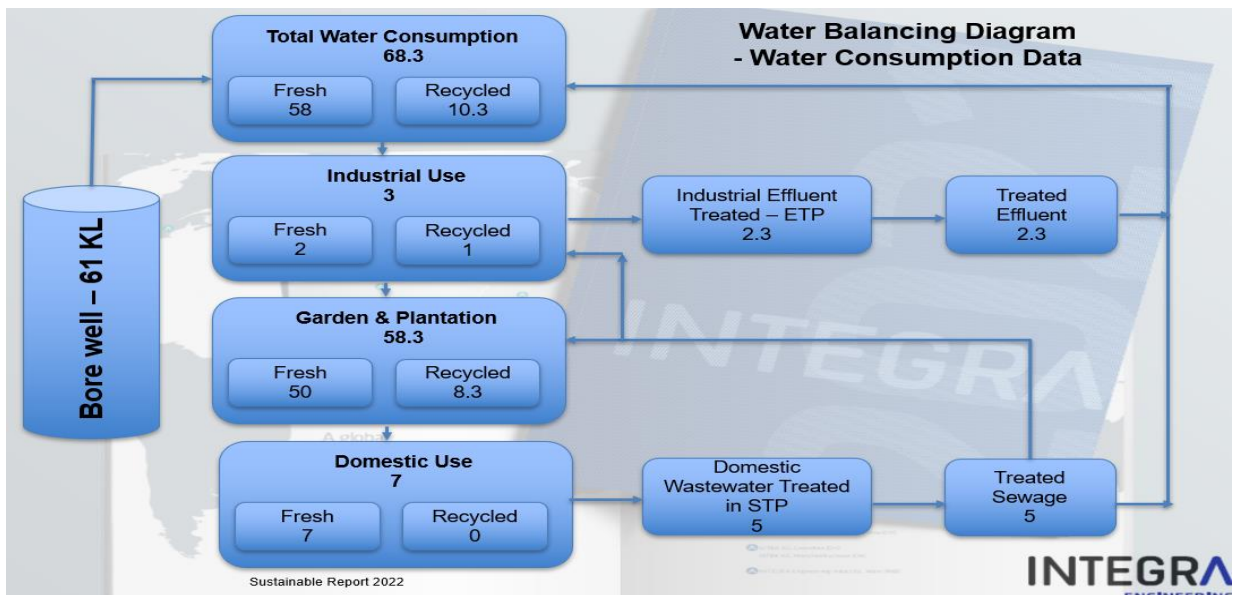 Water Balancing Diagram
- Water Consumption Data
Total Water Consumption
68.3
Fresh
58
Recycled
10.3
Industrial Use
3
Fresh
2
Recycled
1
Industrial Effluent
Treated – ETP
2.3
Treated
Effluent
2.3
Bore well – 61 KL
Garden & Plantation
58.3
Fresh
50
Recycled
8.3
INTEGRA
Domestic Use
7
Fresh
7
Recycled
0
Domestic
Wastewater Treated
in STP
5
Treated
Sewage
5
Sustainable Report 2022
INTEGRA
ENGINEERING